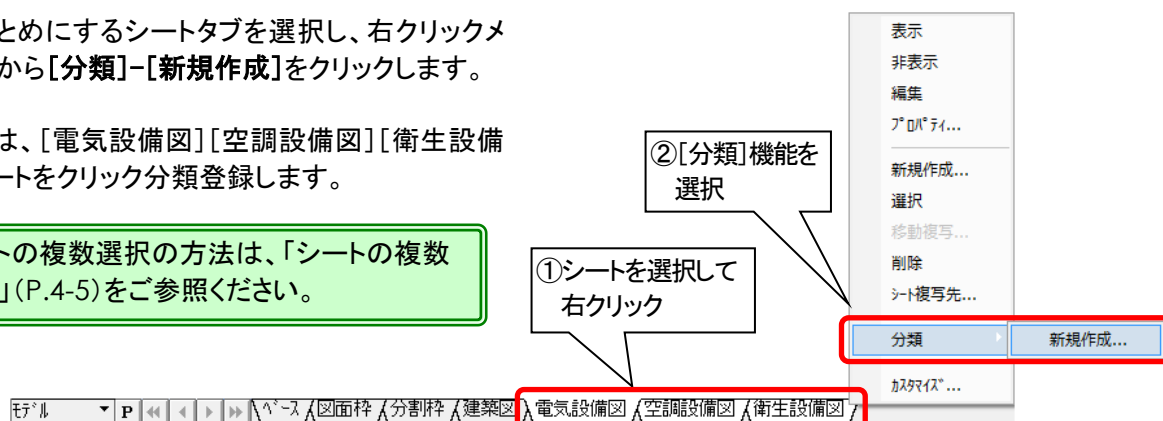 とめにするシートタブを選択し、右クリックメ
から[分類]-[新規作成]をクリックします。
は、[電気設備図][空調設備図][衛生設備
ートをクリック分類登録します。
トの複数選択の方法は、「シートの複数
」(P.4-5)をご参照ください。
①シートを選択して
右クリック
②[分類]機能を
選択
表示
非表示
編集
ﾌﾟﾛﾊﾟﾃｨ...
新規作成...
選択
移動複写...
削除
ｼｰﾄ複写先...
分類
新規作成...
ｶｽﾀﾏｲｽﾞ...
ﾓﾃﾞﾙ P ﾍﾞｰｽ 図面枠 分割枠 建築図 電気設備図 空調設備図 衛生設備図